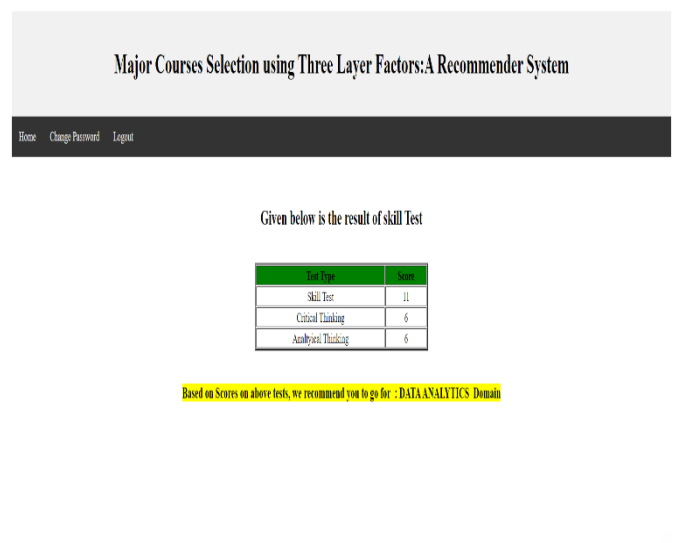 Major Courses Selection using Three Layer Factors:A Recommender System
Home Change Password Logout
Given below is the result of skill Test
Test Type Score
Skill Test 11
Critical Thinking 6
Analtyical Thinking 6
Based on Scores on above tests, we recommend you to go for : DATA ANALYTICS Domain